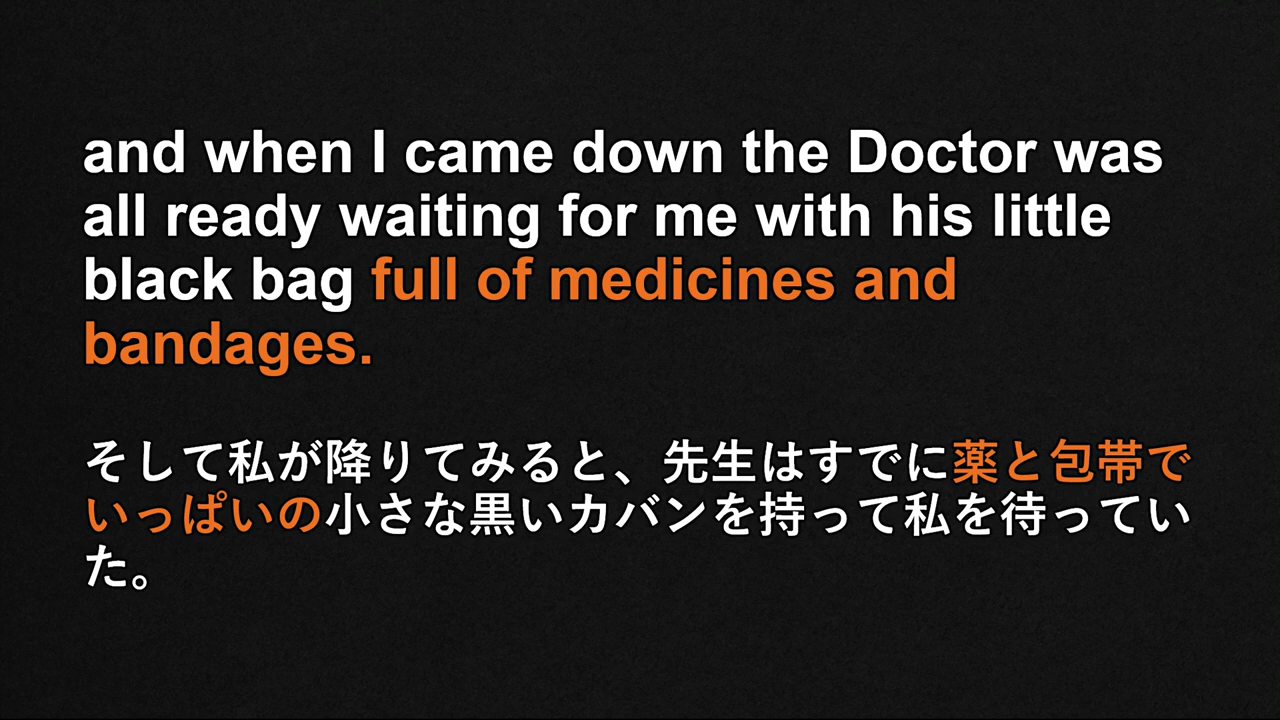 and when I came down the Doctor was
all ready waiting for me with his little
black bag full of medicines and
bandages.
そして私が降りてみると、先生はすでに薬と包帯で
いっぱいの小さな黒いカバンを持って私を待ってい
た。